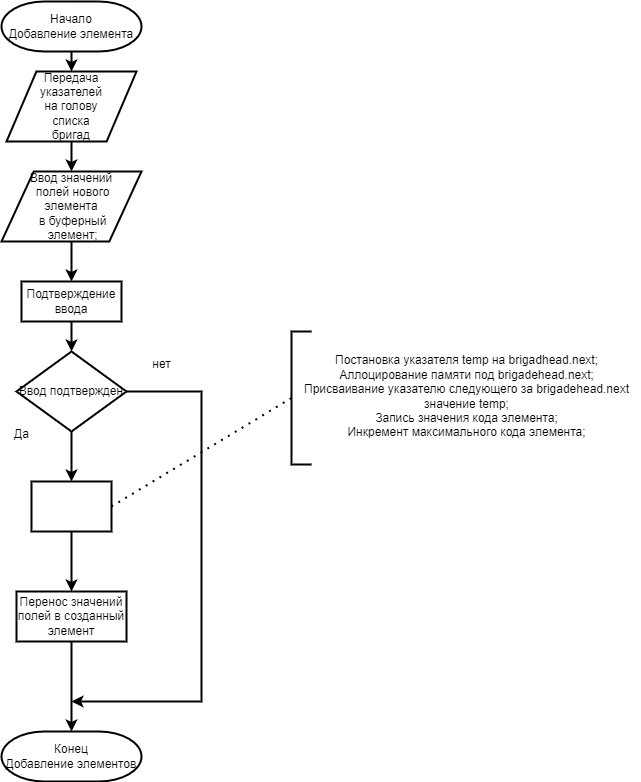 Начало
Добавление элемента
Передача
указателей
на голову
списка
бригад
Ввод значений
полей нового
элемента
в буферный
элемент;
Подтверждение
ввода
нет
Ввод подтвержден
Да
Постановка указателя temp на brigadhead.next;
Аллоцирование памяти под brigadehead.next;
Присваивание указателю следующего за brigadehead.next
значение temp;
Запись значения кода элемента;
Инкремент максимального кода элемента;
Перенос значений
полей в созданный
элемент
Конец
Добавление элементов